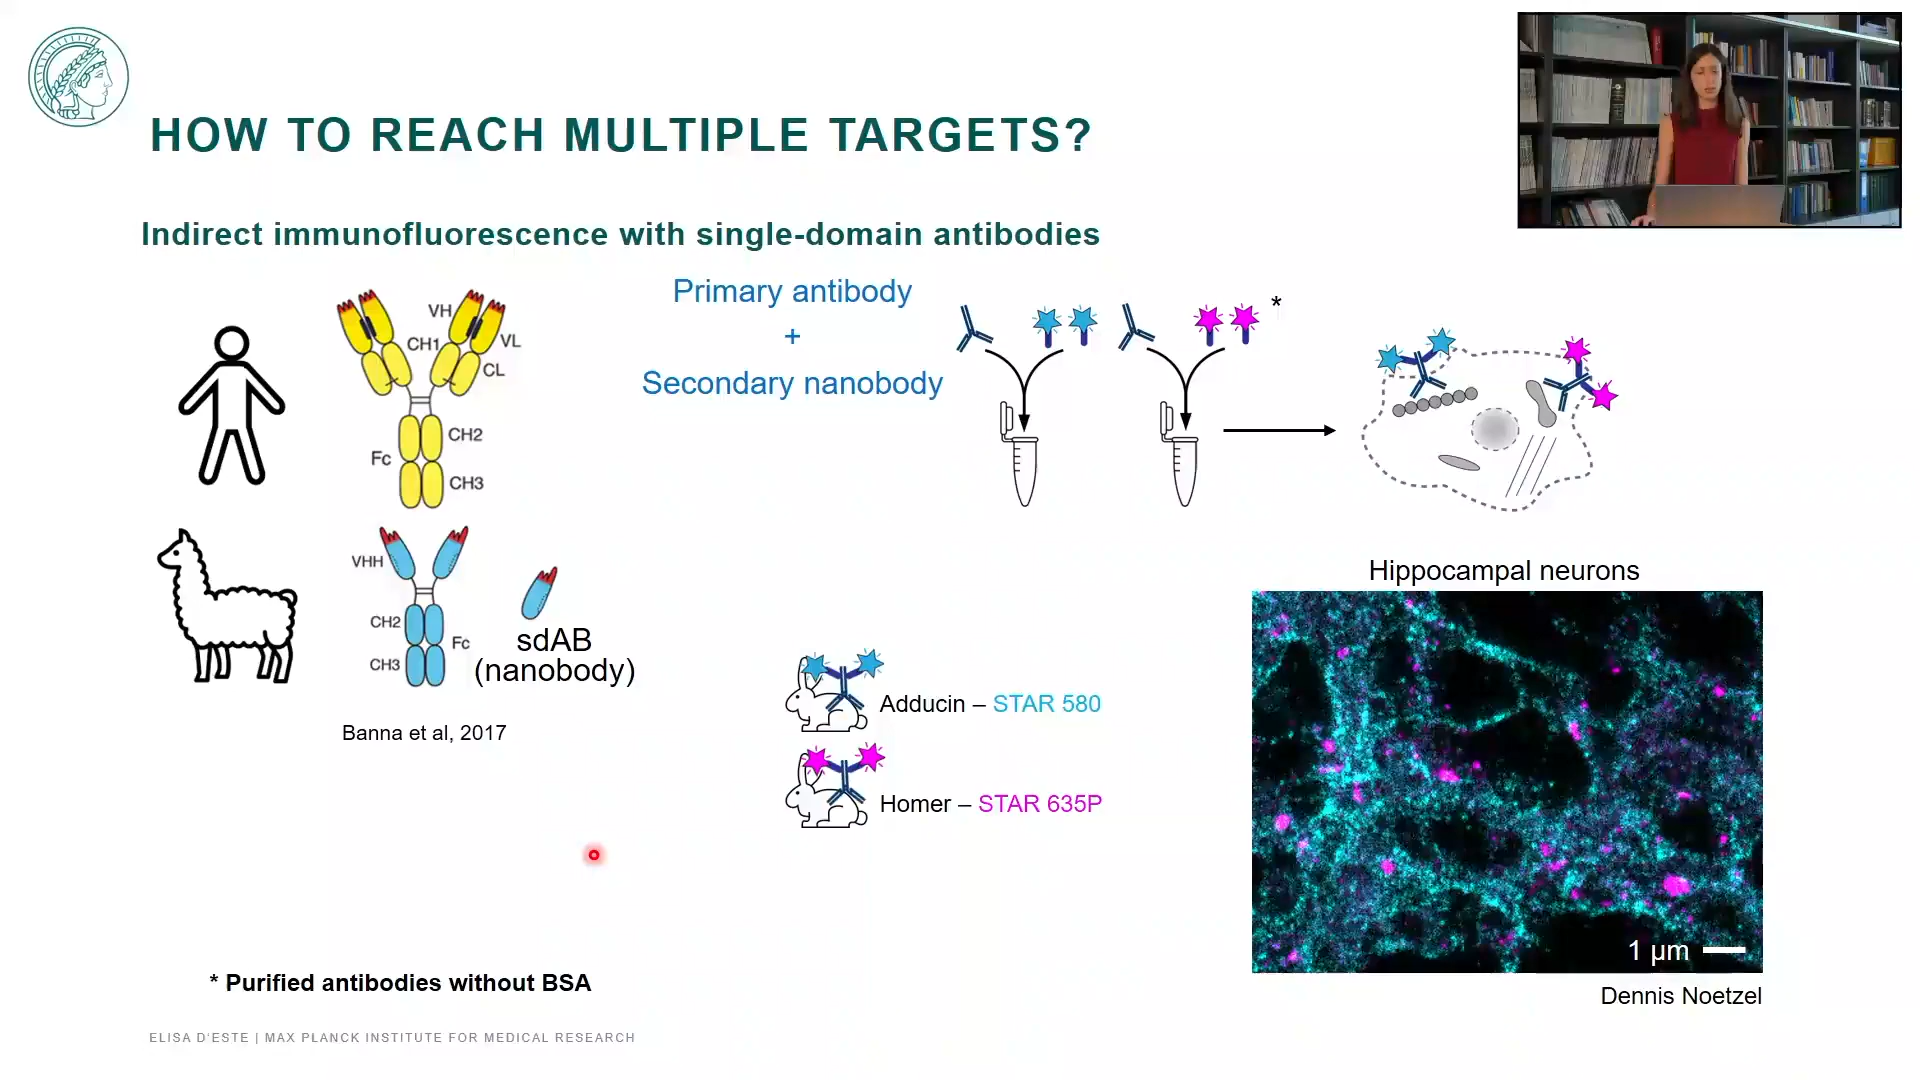 HOW TO REACH MULTIPLE TARGETS?
Indirect immunofluorescence with single-domain antibodies
VH
CH1
VL
CL
CH2
Fc
CH3
Primary antibody
+
Secondary nanobody
*
VHH
CH2
Fc
CH3
sdAB
(nanobody)
Banna et al, 2017
Adducin – STAR 580
Homer – STAR 635P
Hippocampal neurons
1 µm
Dennis Noetzel
* Purified antibodies without BSA
ELISA D'ESTE | MAX PLANCK INSTITUTE FOR MEDICAL RESEARCH